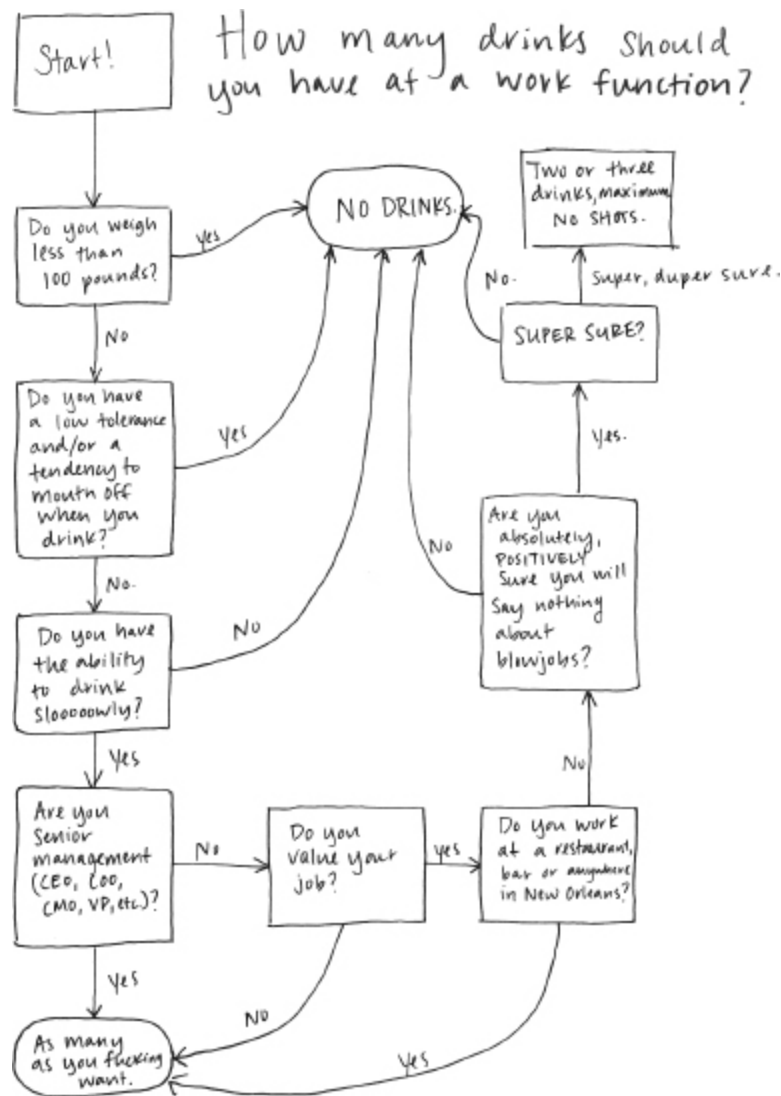 How many drinks should
you have at a work function?
Start!
Do you weigh
less than
100 pounds?
Yes
NO DRINKS.
Two or three
drinks, maximum
NO SHOTS.
No
No.
Super, duper sure.
SUPER SURE?
Do you have
a low tolerance
and/or a
tendency to
mouth off
when you
drink?
Yes
Yes.
Are you
absolutely,
POSITIVELY
sure you will
say nothing
about
blowjobs?
No
No.
Do you have
the ability
to drink
slooooowly?
No
Yes
No
Are you
Senior
management
(CEO, COO,
CMO, VP, etc.)?
No
Do you
value your
job?
yes
Do you work
at a restaurant,
bar or anywhere
in New Orleans?
Yes
No
Yes
As many
as you fucking
want.